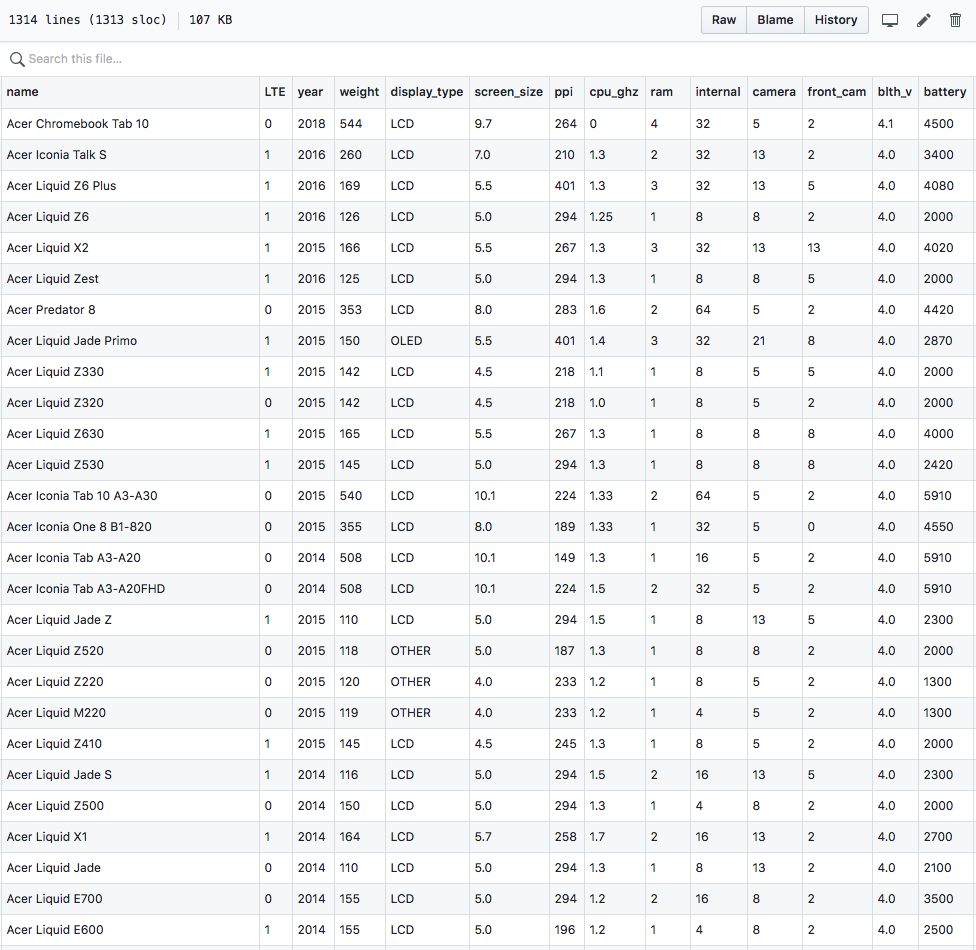 1314 lines (1313 sloc) 107 KB Raw Blame History
Search this file...
name LTE year weight display_type screen_size ppi cpu_ghz ram internal camera front_cam blth_v battery
Acer Chromebook Tab 10 0 2018 544 LCD 9.7 264 0 4 32 5 2 4.1 4500
Acer Iconia Talk S 1 2016 260 LCD 7.0 210 1.3 2 32 13 2 4.0 3400
Acer Liquid Z6 Plus 1 2016 169 LCD 5.5 401 1.3 3 32 13 5 4.0 4080
Acer Liquid Z6 1 2016 126 LCD 5.0 294 1.25 1 8 8 2 4.0 2000
Acer Liquid X2 1 2015 166 LCD 5.5 267 1.3 3 32 13 13 4.0 4020
Acer Liquid Zest 1 2016 125 LCD 5.0 294 1.3 1 8 8 5 4.0 2000
Acer Predator 8 0 2015 353 LCD 8.0 283 1.6 2 64 5 2 4.0 4420
Acer Liquid Jade Primo 1 2015 150 OLED 5.5 401 1.4 3 32 21 8 4.0 2870
Acer Liquid Z330 1 2015 142 LCD 4.5 218 1.1 1 8 5 5 4.0 2000
Acer Liquid Z320 0 2015 142 LCD 4.5 218 1.0 1 8 5 2 4.0 2000
Acer Liquid Z630 1 2015 165 LCD 5.5 267 1.3 1 8 8 8 4.0 4000
Acer Liquid Z530 1 2015 145 LCD 5.0 294 1.3 1 8 8 8 4.0 2420
Acer Iconia Tab 10 A3-A30 0 2015 540 LCD 10.1 224 1.33 2 64 5 2 4.0 5910
Acer Iconia One 8 B1-820 0 2015 355 LCD 8.0 189 1.33 1 32 5 0 4.0 4550
Acer Iconia Tab A3-A20 0 2014 508 LCD 10.1 149 1.3 1 16 5 2 4.0 5910
Acer Iconia Tab A3-A20FHD 0 2014 508 LCD 10.1 224 1.5 2 32 5 2 4.0 5910
Acer Liquid Jade Z 1 2015 110 LCD 5.0 294 1.5 1 8 13 5 4.0 2300
Acer Liquid Z520 0 2015 118 OTHER 5.0 187 1.3 1 8 8 2 4.0 2000
Acer Liquid Z220 0 2015 120 OTHER 4.0 233 1.2 1 8 5 2 4.0 1300
Acer Liquid M220 0 2015 119 OTHER 4.0 233 1.2 1 4 5 2 4.0 1300
Acer Liquid Z410 1 2015 145 LCD 4.5 245 1.3 1 8 5 2 4.0 2000
Acer Liquid Jade S 1 2014 116 LCD 5.0 294 1.5 2 16 13 5 4.0 2300
Acer Liquid Z500 0 2014 150 LCD 5.0 294 1.3 1 4 8 2 4.0 2000
Acer Liquid X1 1 2014 164 LCD 5.7 258 1.7 2 16 13 2 4.0 2700
Acer Liquid Jade 0 2014 110 LCD 5.0 294 1.3 1 8 13 2 4.0 2100
Acer Liquid E700 0 2014 155 LCD 5.0 294 1.2 2 16 8 2 4.0 3500
Acer Liquid E600 1 2014 155 LCD 5.0 196 1.2 1 4 8 2 4.0 2500